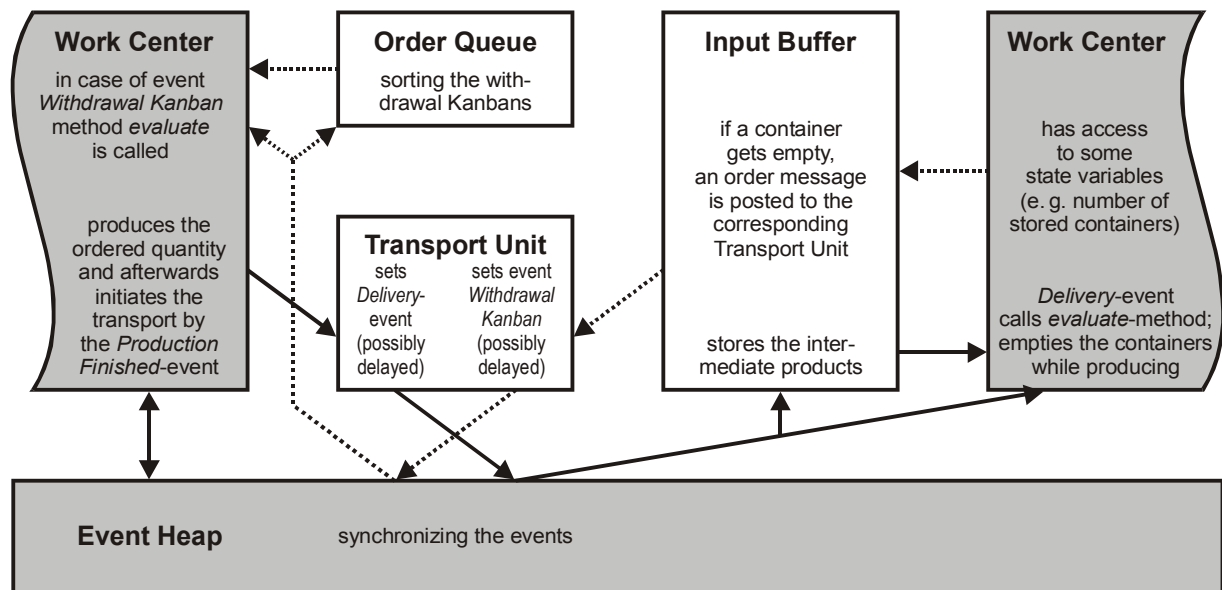 Work Center
in case of event
Withdrawal Kanban
method evaluate
is called
produces the
ordered quantity
and afterwards
initiates the
transport by
the Production
Finished-event
Order Queue
sorting the with-
drawal Kanbans
Transport Unit
sets
Delivery-
event
(possibly
delayed)
sets event
Withdrawal
Kanban
(possibly
delayed)
Input Buffer
if a container
gets empty,
an order message
is posted to the
corresponding
Transport Unit
stores the inter-
mediate products
Work Center
has access
to some
state variables
(e. g. number of
stored containers)
Delivery-event
calls evaluate-method;
empties the containers
while producing
Event Heap
synchronizing the events